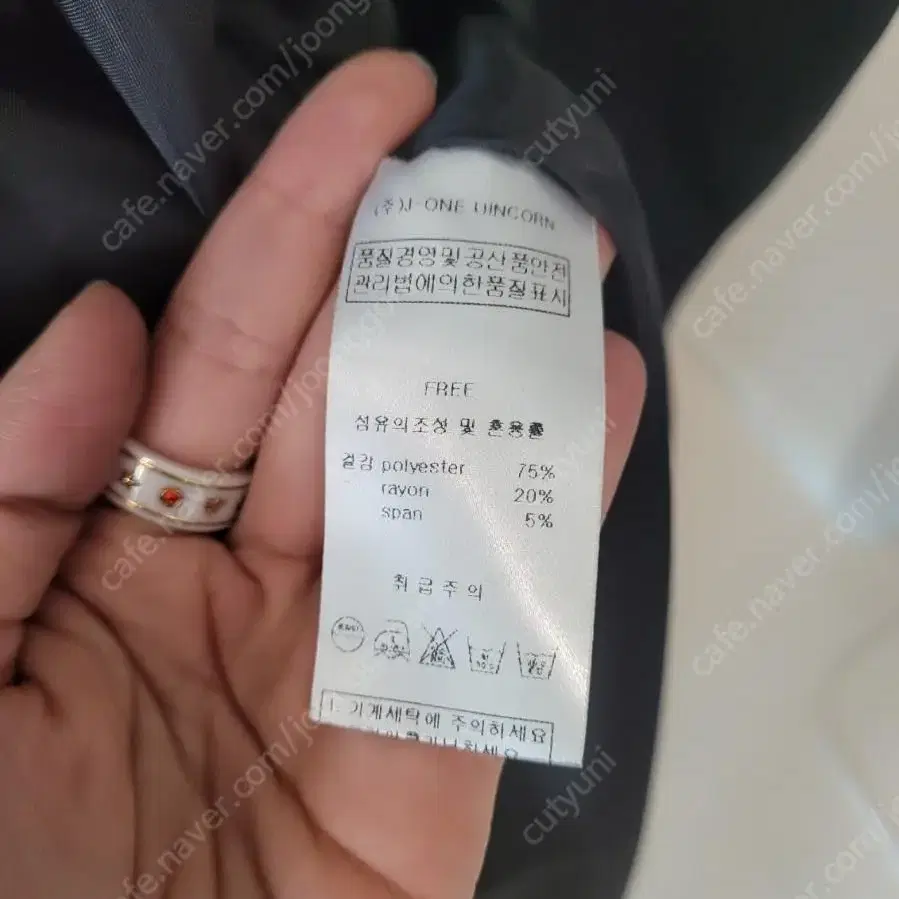 (주)J-ONE UINCORN
품질경영및공산품안전
관리법에의한품질표시
FREE
섬유의조성 및 혼용률
겉감 polyester 75%
rayon 20%
span 5%
취급주의
1. 기계세탁에 주의하세요
cafe.naver.com/joongg
cutyuni